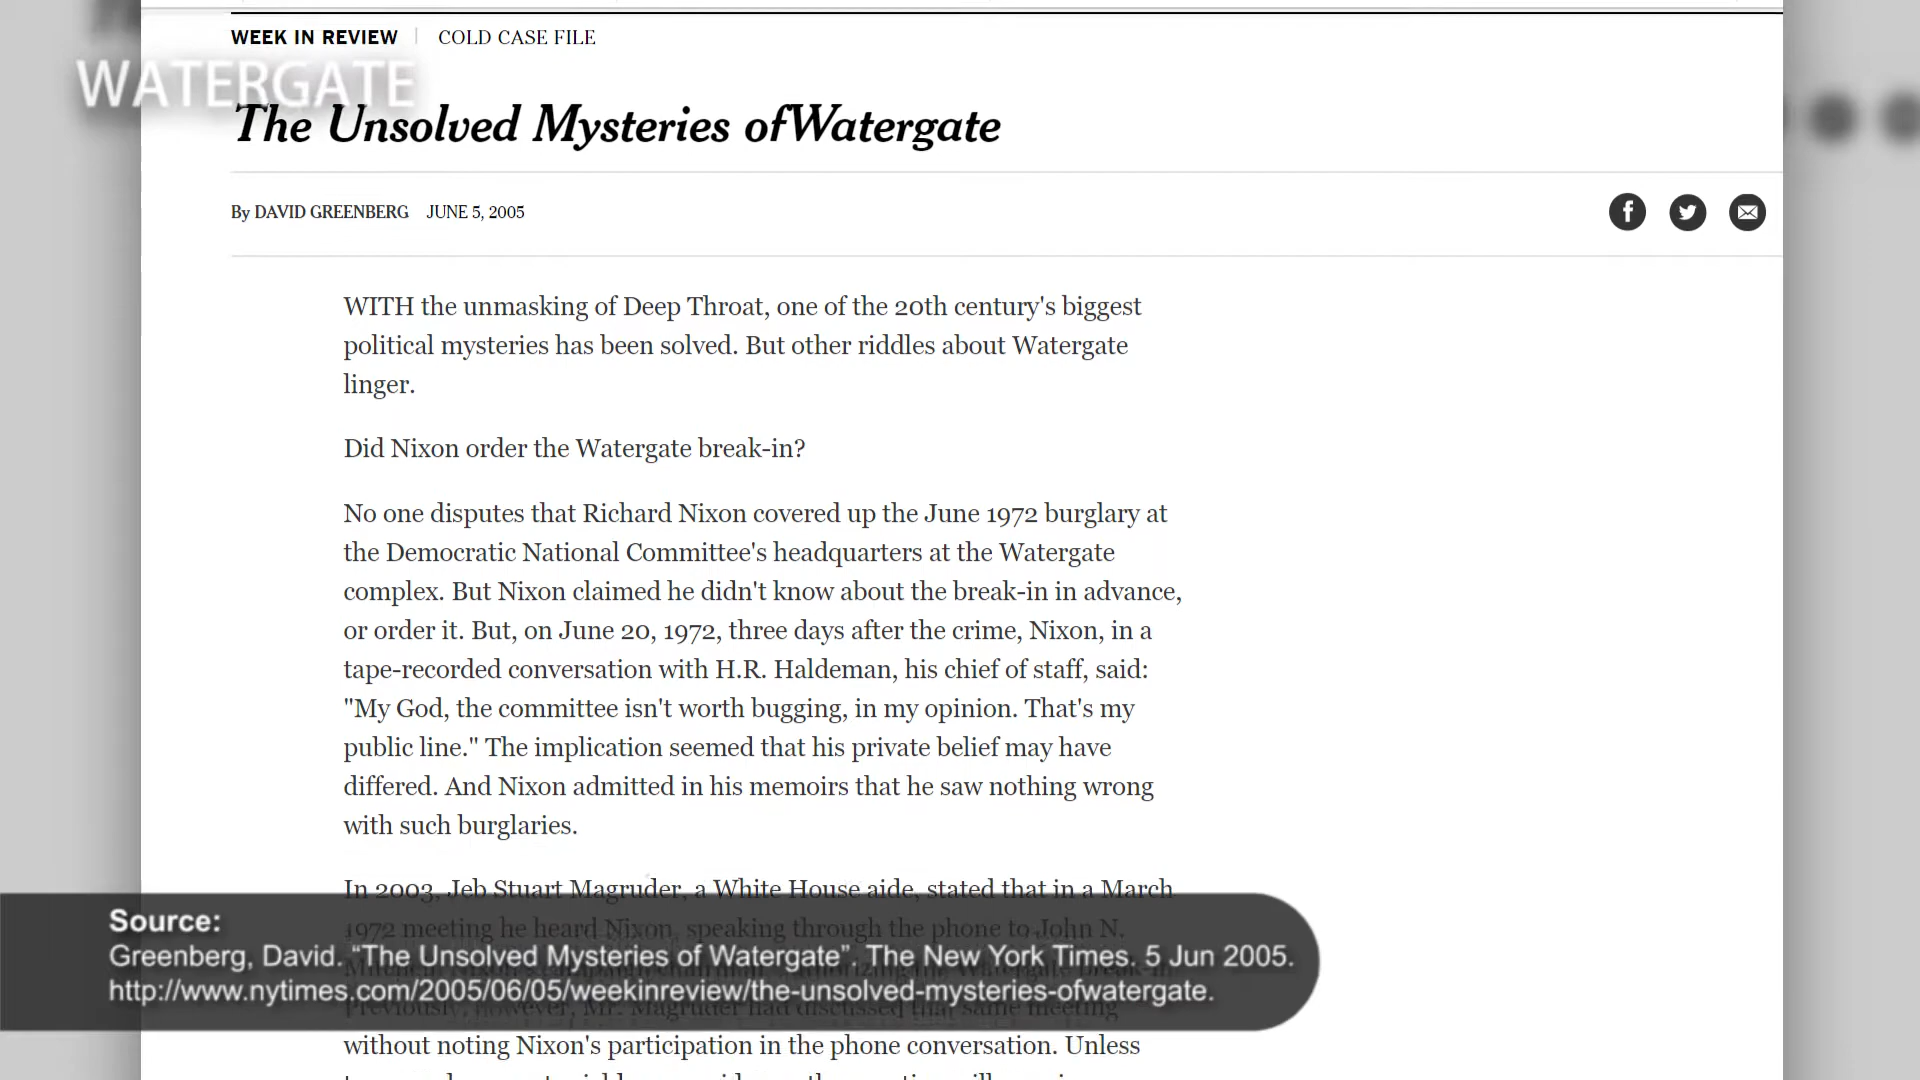 WEEK IN REVIEW | COLD CASE FILE
WATERGATE
The Unsolved Mysteries ofWatergate
By DAVID GREENBERG JUNE 5, 2005
WITH the unmasking of Deep Throat, one of the 20th century's biggest
political mysteries has been solved. But other riddles about Watergate
linger.
Did Nixon order the Watergate break-in?
No one disputes that Richard Nixon covered up the June 1972 burglary at
the Democratic National Committee's headquarters at the Watergate
complex. But Nixon claimed he didn't know about the break-in in advance,
or order it. But, on June 20, 1972, three days after the crime, Nixon, in a
tape-recorded conversation with H.R. Haldeman, his chief of staff, said:
"My God, the committee isn't worth bugging, in my opinion. That's my
public line." The implication seemed that his private belief may have
differed. And Nixon admitted in his memoirs that he saw nothing wrong
with such burglaries.
In 2003, Jeb Stuart Magruder, a White House aide, stated that in a March
1972 meeting he heard Nixon, speaking through the phone to John N.
Previously, however, Mr. Magruder had discussed that same meeting
without noting Nixon's participation in the phone conversation. Unless
Source:
Greenberg, David. “The Unsolved Mysteries of Watergate”. The New York Times. 5 Jun 2005.
http://www.nytimes.com/2005/06/05/weekinreview/the-unsolved-mysteries-ofwatergate.